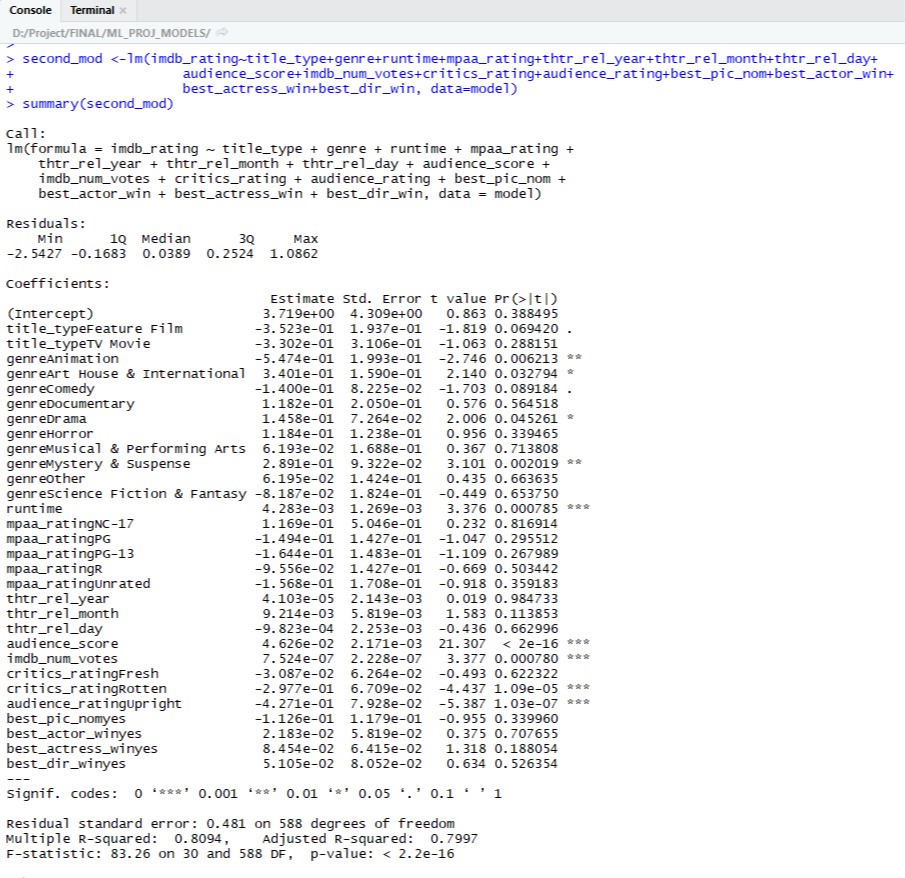 Console Terminal ×
D:/Project/FINAL/ML_PROJ_MODELS/
>
> second_mod <-lm(imdb_rating~title_type+genre+runtime+mpaa_rating+thtr_rel_year+thtr_rel_month+thtr_rel_day+
+ audience_score+imdb_num_votes+critics_rating+audience_rating+best_pic_nom+best_actor_win+
+ best_actress_win+best_dir_win, data=model)
> summary(second_mod)
Call:
lm(formula = imdb_rating ~ title_type + genre + runtime + mpaa_rating +
thtr_rel_year + thtr_rel_month + thtr_rel_day + audience_score +
imdb_num_votes + critics_rating + audience_rating + best_pic_nom +
best_actor_win + best_actress_win + best_dir_win, data = model)
Residuals:
Min 1Q Median 3Q Max
-2.5427 -0.1683 0.0389 0.2524 1.0862
Coefficients:
Estimate Std. Error t value Pr(>|t|)
(Intercept) 3.719e+00 4.309e+00 0.863 0.388495
title_typeFeature Film -3.523e-01 1.937e-01 -1.819 0.069420 .
title_typeTV Movie -3.302e-01 3.106e-01 -1.063 0.288151
genreAnimation -5.474e-01 1.993e-01 -2.746 0.006213 **
genreArt House & International 3.401e-01 1.590e-01 2.140 0.032794 *
genreComedy -1.400e-01 8.225e-02 -1.703 0.089184 .
genreDocumentary 1.182e-01 2.050e-01 0.576 0.564518
genreDrama 1.458e-01 7.264e-02 2.006 0.045261 *
genreHorror 1.184e-01 1.238e-01 0.956 0.339465
genreMusical & Performing Arts 6.193e-02 1.688e-01 0.367 0.713808
genreMystery & Suspense 2.891e-01 9.322e-02 3.101 0.002019 **
genreOther 6.195e-02 1.424e-01 0.435 0.663635
genreScience Fiction & Fantasy -8.187e-02 1.824e-01 -0.449 0.653750
runtime 4.283e-03 1.269e-03 3.376 0.000785 ***
mpaa_ratingNC-17 1.169e-01 5.046e-01 0.232 0.816914
mpaa_ratingPG -1.494e-01 1.427e-01 -1.047 0.295512
mpaa_ratingPG-13 -1.644e-01 1.483e-01 -1.109 0.267989
mpaa_ratingR -9.556e-02 1.427e-01 -0.669 0.503442
mpaa_ratingUnrated -1.568e-01 1.708e-01 -0.918 0.359183
thtr_rel_year 4.103e-05 2.143e-03 0.019 0.984733
thtr_rel_month 9.214e-03 5.819e-03 1.583 0.113853
thtr_rel_day -9.823e-04 2.253e-03 -0.436 0.662996
audience_score 4.626e-02 2.171e-03 21.307 < 2e-16 ***
imdb_num_votes 7.524e-07 2.228e-07 3.377 0.000780 ***
critics_ratingFresh -3.087e-02 6.264e-02 -0.493 0.622322
critics_ratingRotten -2.977e-01 6.709e-02 -4.437 1.09e-05 ***
audience_ratingUpright -4.271e-01 7.928e-02 -5.387 1.03e-07 ***
best_pic_nomyes -1.126e-01 1.179e-01 -0.955 0.339960
best_actor_winyes 2.183e-02 5.819e-02 0.375 0.707655
best_actress_winyes 8.454e-02 6.415e-02 1.318 0.188054
best_dir_winyes 5.105e-02 8.052e-02 0.634 0.526354
---
Signif. codes: 0 ‘***’ 0.001 ‘**’ 0.01 ‘*’ 0.05 ‘.’ 0.1 ‘ ’ 1
Residual standard error: 0.481 on 588 degrees of freedom
Multiple R-squared: 0.8094, Adjusted R-squared: 0.7997
F-statistic: 83.26 on 30 and 588 DF, p-value: < 2.2e-16